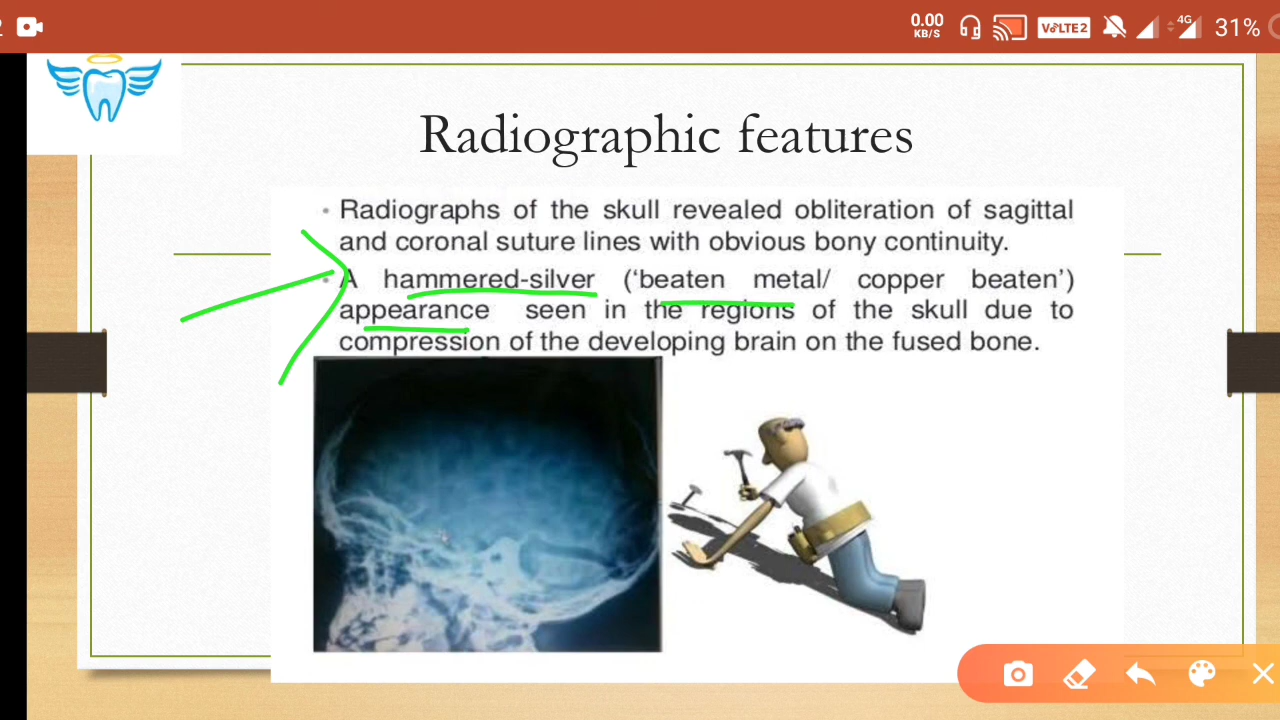 2
0.00
KB/S
VoLTE2
4G
31%
Radiographic features
• Radiographs of the skull revealed obliteration of sagittal
and coronal suture lines with obvious bony continuity.
• A hammered-silver (‘beaten metal/ copper beaten’)
appearance seen in the regions of the skull due to
compression of the developing brain on the fused bone.